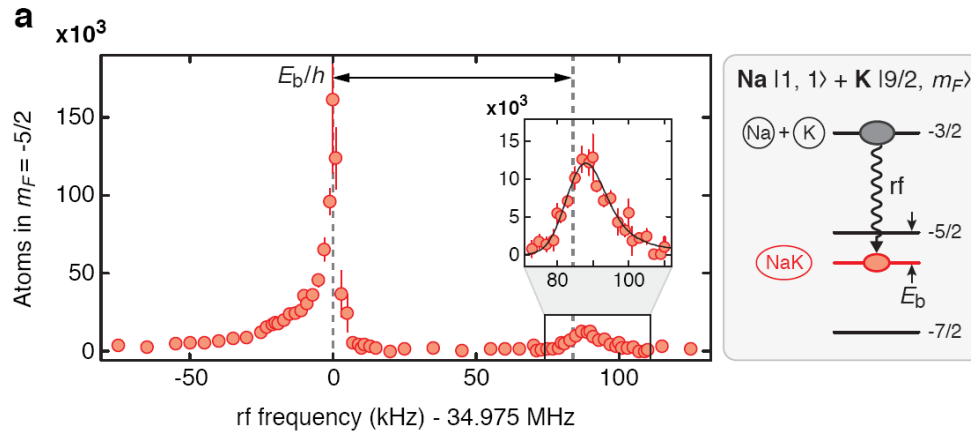 a
x10³
Atoms in m_F = -5/2
150
100
50
0
E_b/h
x10³
15
10
5
0
80
100
-50
0
50
100
rf frequency (kHz) - 34.975 MHz
Na |1, 1⟩ + K |9/2, m_F⟩
Na + K
-3/2
rf
-5/2
NaK
E_b
-7/2